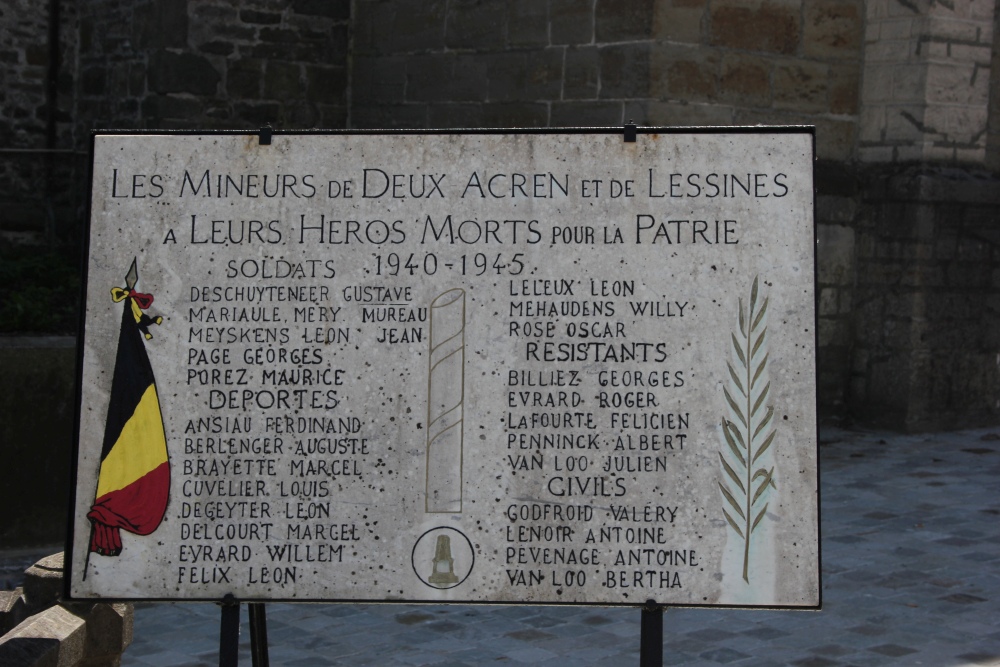 LES MINEURS DE DEUX ACREN ET DE LESSINES
A LEURS HEROS MORTS POUR LA PATRIE
SOLDATS 1940-1945
DESCHUYTENEER GUSTAVE
MARIAULE MERY MUREAU
MEYSKENS LEON JEAN
PAGE GEORGES
POREZ MAURICE
DEPORTES
ANSIAU FERDINAND
BERLENGER AUGUSTE
BRAYETTE MARCEL
CUVELIER LOUIS
DEGEYTER LEON
DELCOURT MARCEL
EVRARD WILLEM
FELIX LEON
LELEUX LEON
MEHAUDENS WILLY
ROSE OSCAR
RESISTANTS
BILLIEZ GEORGES
EVRARD ROGER
LAFOURTE FELICIEN
PENNINCK ALBERT
VAN LOO JULIEN
CIVILS
GODFROID VALERY
LENOIR ANTOINE
PEVENAGE ANTOINE
VAN LOO BERTHA